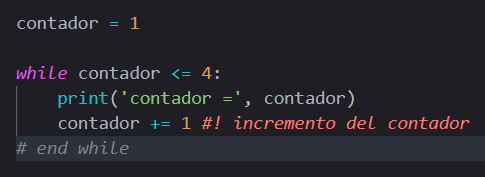 contador = 1
while contador <= 4:
print('contador =', contador)
contador += 1 #! incremento del contador
# end while